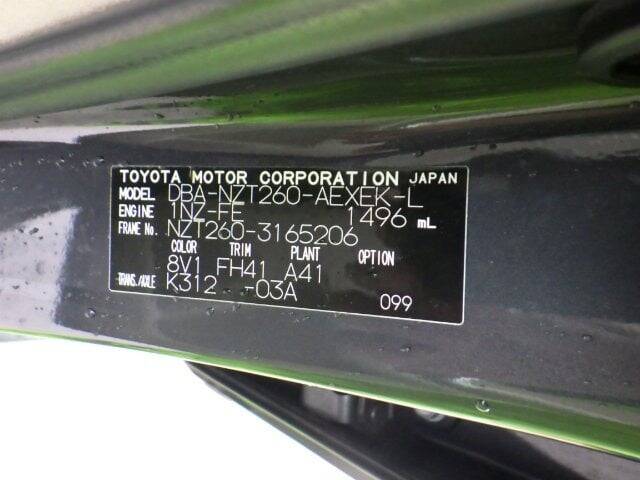 TOYOTA MOTOR CORPORATION JAPAN
MODEL DBA-NZT260-AEXEK-L
ENGINE 1NZ-FE 1496 mL
FRAME No. NZT260-3165206
COLOR TRIM PLANT OPTION
8V1 FH41 A41
TRANS./AXLE K312 -03A
099